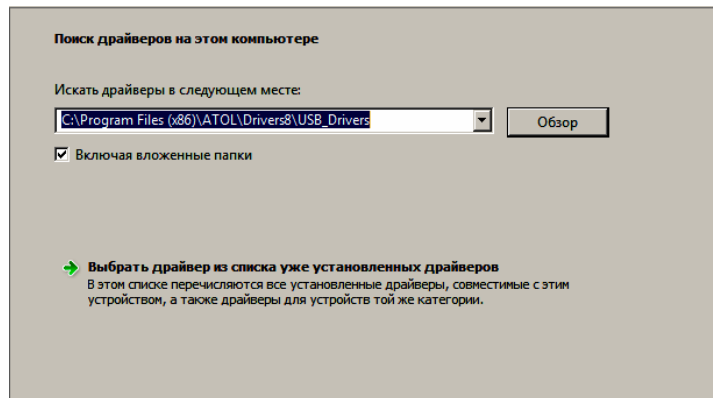 Поиск драйверов на этом компьютере
Искать драйверы в следующем месте:
C:\Program Files (x86)\ATOL\Drivers8\USB_Drivers
Обзор
Включая вложенные папки
Выбрать драйвер из списка уже установленных драйверов
В этом списке перечисляются все установленные драйверы, совместимые с этим
устройством, а также драйверы для устройств той же категории.